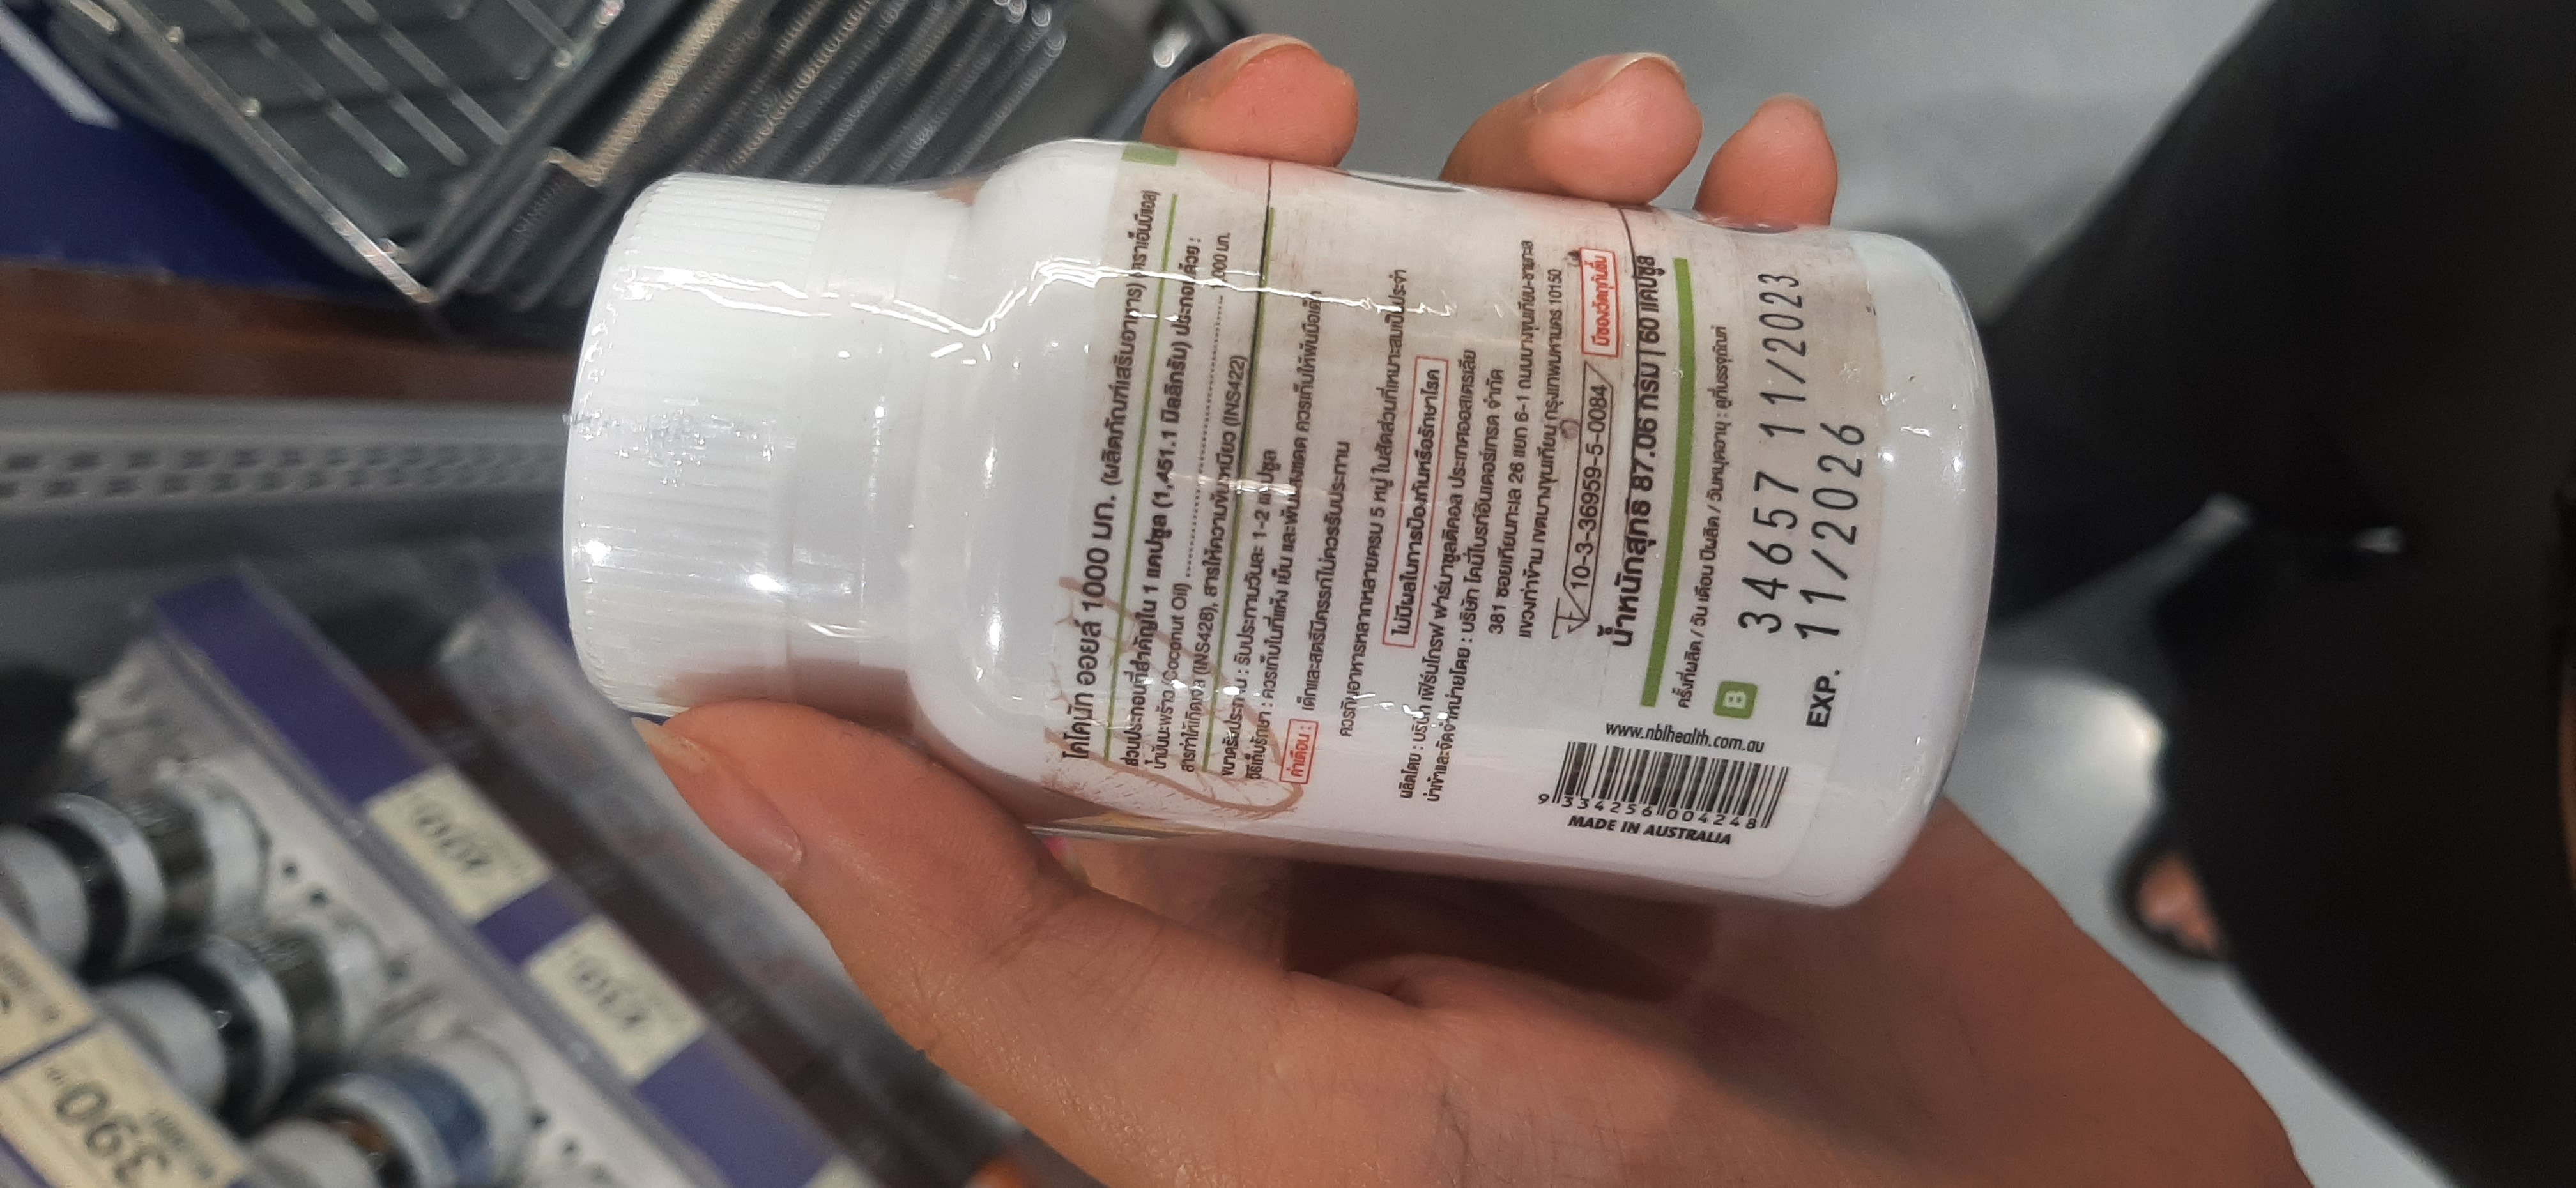 390
โคโคนัท ออยล์ 1000 มก. (ผลิตภัณฑ์เสริมอาหาร) (ตราเอ็นบีแอล)
ส่วนประกอบที่สำคัญใน 1 แคปซูล (1,451.1 มิลลิกรัม) ประกอบด้วย :
น้ำมันมะพร้าว (Coconut Oil) ........................................ 1,000 มก.
สารทำให้เกิดเจล (INS428), สารให้ความข้นเหนียว (INS422)
ขนาดรับประทาน : รับประทานวันละ 1-2 แคปซูล
วิธีเก็บรักษา : ควรเก็บในที่แห้ง เย็น และพ้นแสงแดด ควรเก็บให้พ้นมือเด็ก
คำเตือน : เด็กและสตรีมีครรภ์ไม่ควรรับประทาน
ควรกินอาหารหลากหลายครบ 5 หมู่ ในสัดส่วนที่เหมาะสมเป็นประจำ
ไม่มีผลในการป้องกันหรือรักษาโรค
ผลิตโดย : บริษัท เฟิร์นโกรฟ ฟาร์มาซูลติคอล ประเทศออสเตรเลีย
นำเข้าและจัดจำหน่ายโดย : บริษัท โคนี่ไบรท์อินเตอร์เทรด จำกัด
381 ซอยเทียนทะเล 26 แยก 6-1 ถนนบางขุนเทียน-ชายทะเล
แขวงท่าข้าม เขตบางขุนเทียน กรุงเทพมหานคร 10150
10-3-36959-5-0084 มีซองวัตถุกันชื้น
น้ำหนักสุทธิ 87.06 กรัม | 60 แคปซูล
ครั้งที่ผลิต / วัน เดือน ปีผลิต / วันหมดอายุ : ดูที่บรรจุภัณฑ์
B 34657 11/2023
EXP. 11/2026
www.nblhealth.com.au
9 334256 004248
MADE IN AUSTRALIA